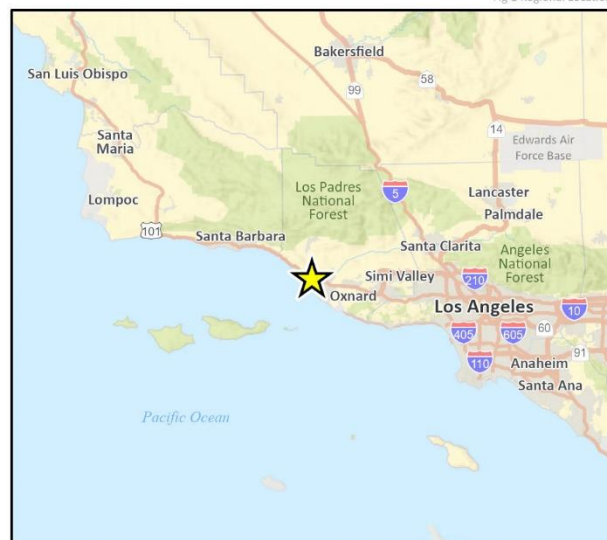 Bakersfield
San Luis Obispo
58
99
14
Santa
Maria
Edwards Air
Force Base
Los Padres
National
Forest
5
Lancaster
Lompoc
Palmdale
101
Santa Barbara
Santa Clarita
Angeles
National
Forest
Simi Valley
210
Oxnard
Los Angeles
10
405
605
60
91
110
Anaheim
Santa Ana
Pacific Ocean